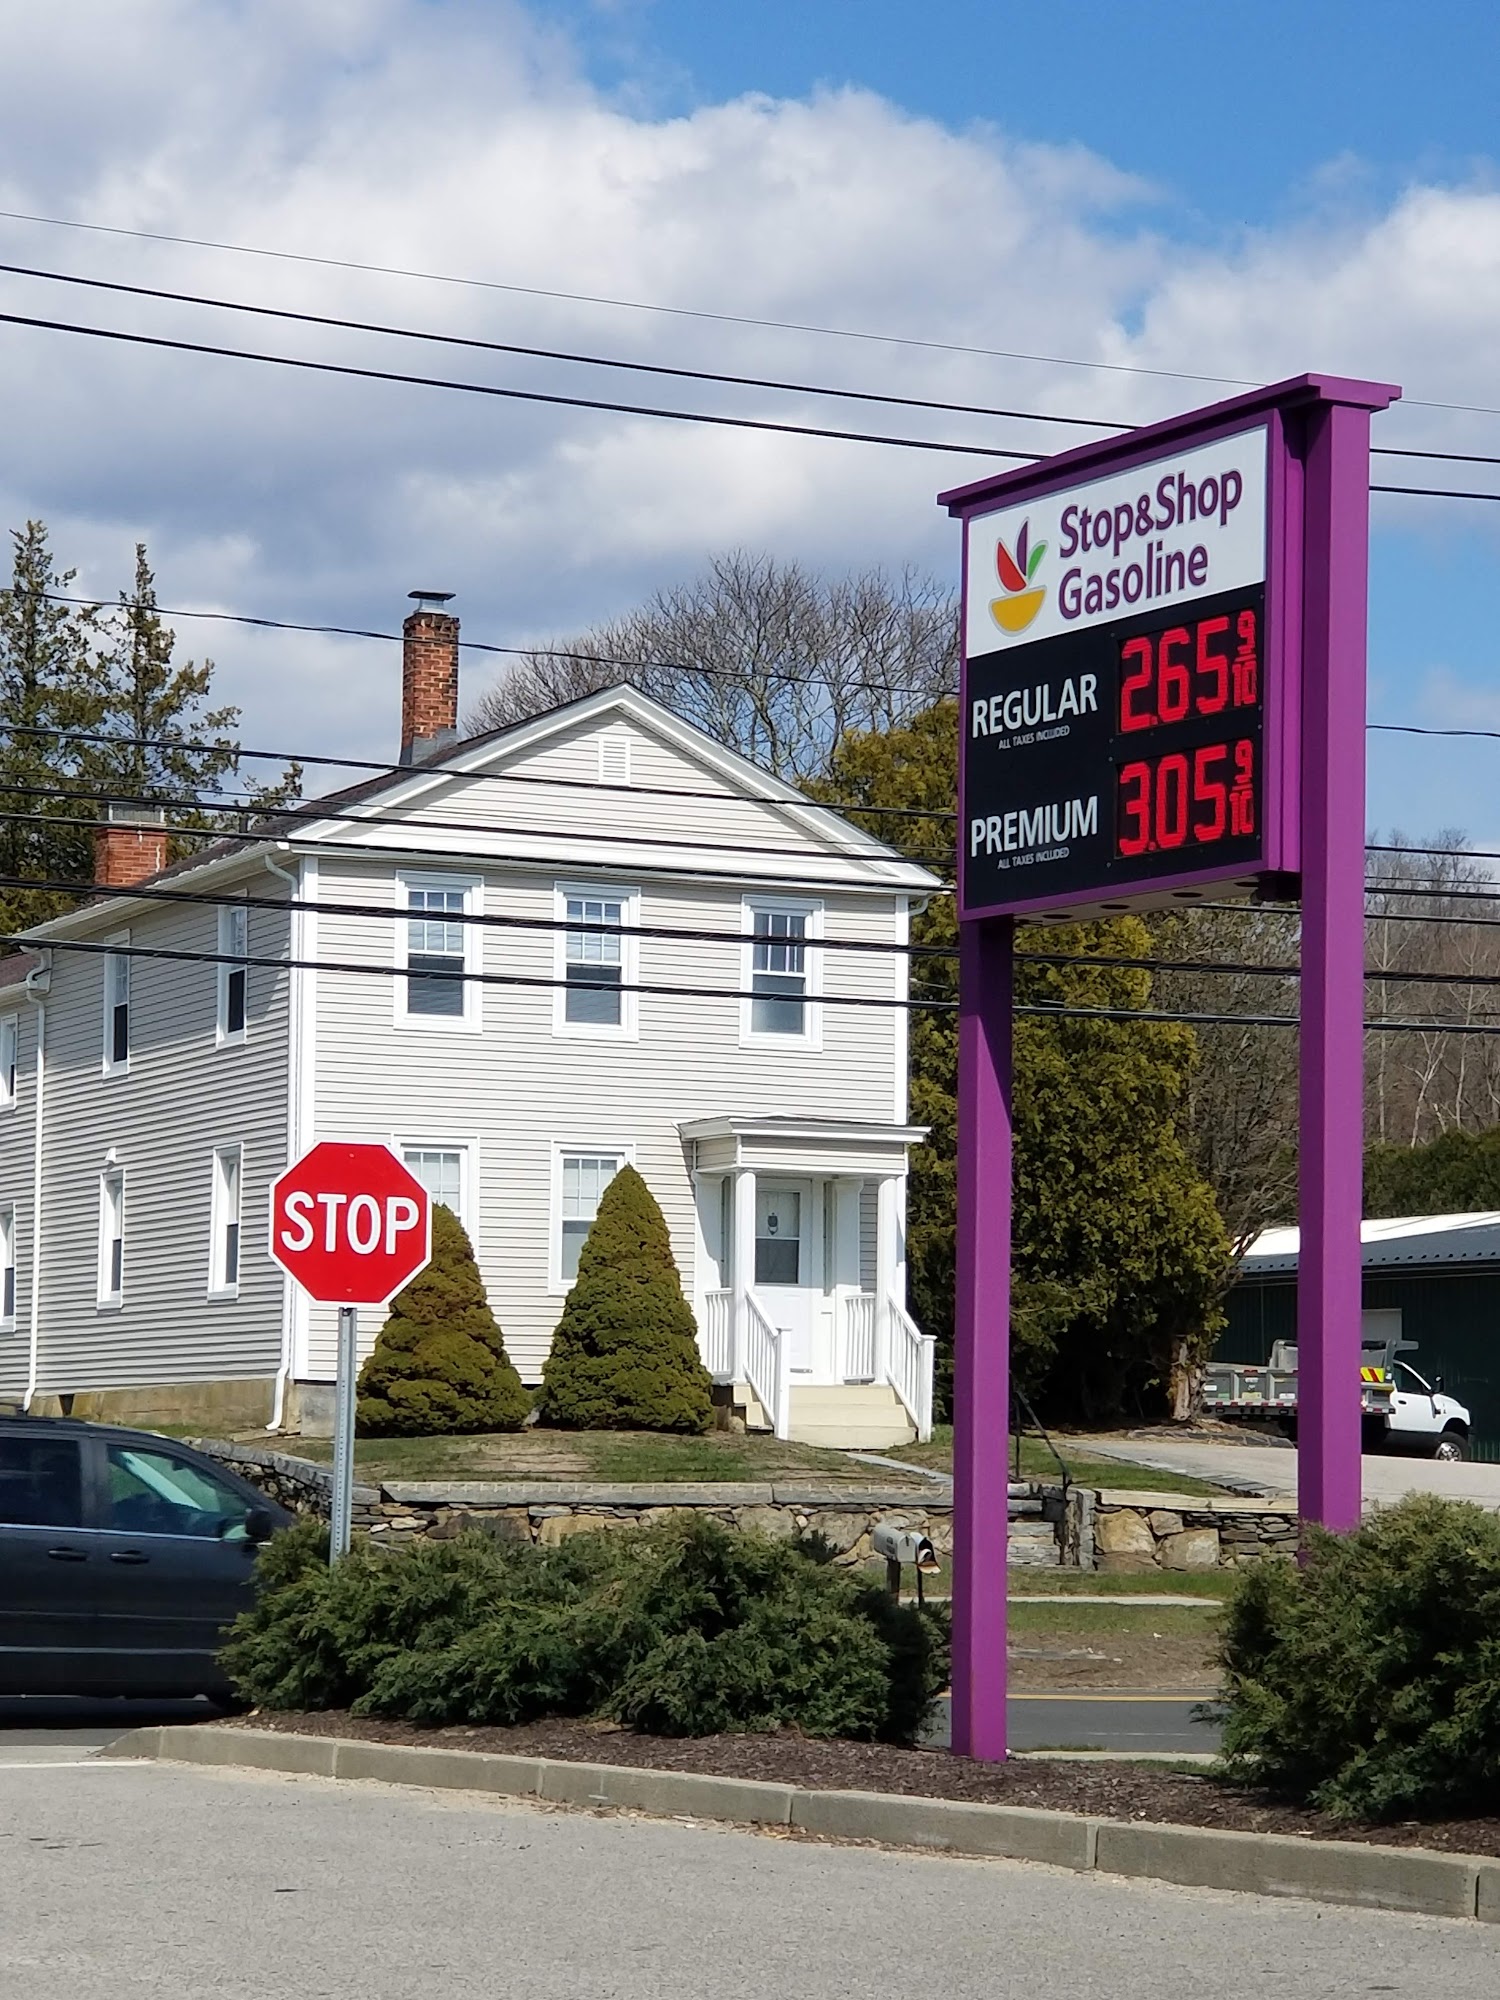 Stop&Shop
Gasoline
REGULAR 2.65 9/10
ALL TAXES INCLUDED
PREMIUM 3.05 9/10
ALL TAXES INCLUDED
STOP